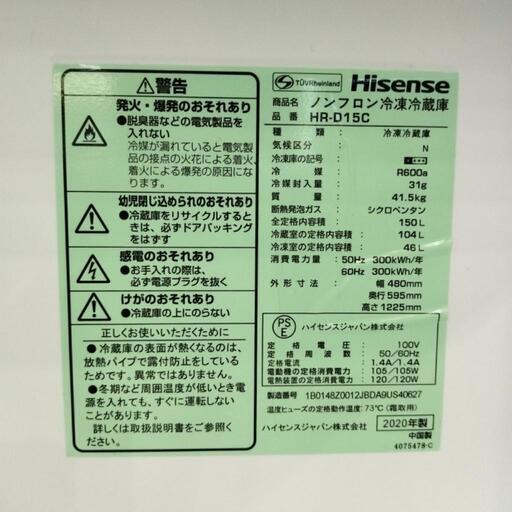 警告
発火・爆発のおそれあり
●脱臭器などの電気製品を
入れない
冷媒が漏れていると電気製
品の接点の火花による着火、
着火による爆発の原因にな
ります。
幼児閉じ込めのおそれあり
●冷蔵庫をリサイクルするとき
は、必ずドアパッキング
をはずす
感電のおそれあり
●お手入れの際は、
必ず電源プラグを抜く
けがのおそれあり
●冷蔵庫の上にのらない
正しくお使いいただくために
●冷蔵庫の表面が熱くなるのは、
放熱パイプで露付防止をしているた
めです。異常ではありません。
●冬期など周囲温度が低いとき電
源を入れても、すぐに運転しない
ことがあります。
詳しくは取扱説明書をごらんください
TÜVRheinland
Hisense
商品名 ノンフロン冷凍冷蔵庫
品番 HR-D15C
種類: 冷凍冷蔵庫
気候区分: N
冷凍庫の記号:
冷媒: R600a
冷媒封入量: 31g
質量: 41.5kg
断熱発泡ガス: シクロペンタン
全定格内容積: 150L
冷蔵室の定格内容積: 104L
冷凍室の定格内容積: 46L
消費電力量: 50Hz 300kWh/年
60Hz 300kWh/年
外形寸法: 幅 480mm
奥行 595mm
高さ 1225mm
PS
E
ハイセンスジャパン株式会社
定格電圧: 100V
定格周波数: 50/60Hz
定格電流: 1.4A/1.4A
電動機の定格消費電力: 105/105W
電熱装置の定格消費電力: 120/120W
製造番号 1B0148Z0012JBDA9US40627
温度ヒューズの定格動作温度:73℃(霜取用)
ハイセンスジャパン株式会社
2020年製
中国製
4075478-C